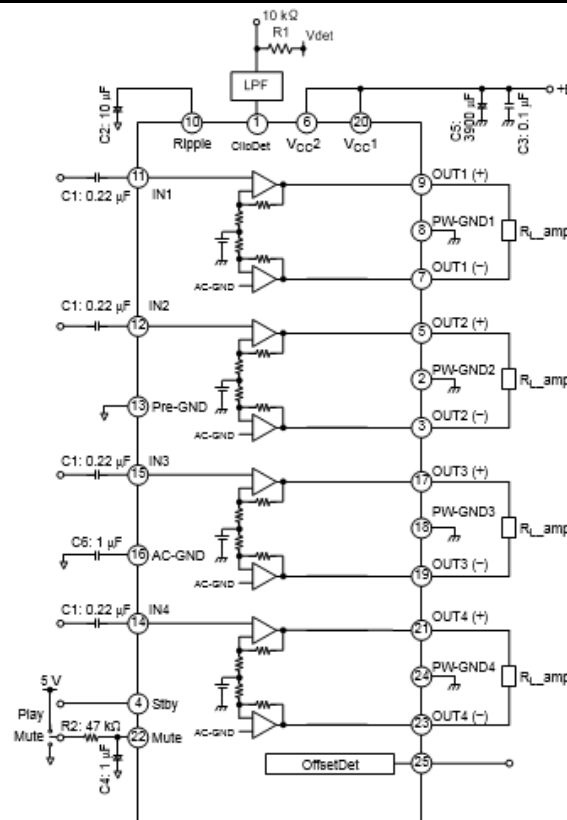 10 kΩ
R1
Vdet
LPF
C2: 10 µF
C5: 3900 µF
C3: 0.1 µF
+B
10
1
6
20
Ripple
ClipDet
VCC2
VCC1
11
C1: 0.22 µF
IN1
9
OUT1 (+)
8
PW-GND1
RL_amp
AC-GND
7
OUT1 (−)
C1: 0.22 µF
12
IN2
5
OUT2 (+)
2
PW-GND2
RL_amp
13
Pre-GND
AC-GND
3
OUT2 (−)
C1: 0.22 µF
15
IN3
17
OUT3 (+)
18
PW-GND3
RL_amp
C6: 1 µF
16
AC-GND
AC-GND
19
OUT3 (−)
C1: 0.22 µF
14
IN4
21
OUT4 (+)
24
PW-GND4
RL_amp
5 V
Play
4
Stby
Mute
R2: 47 kΩ
22
Mute
AC-GND
23
OUT4 (−)
C4: 1 µF
OffsetDet
25